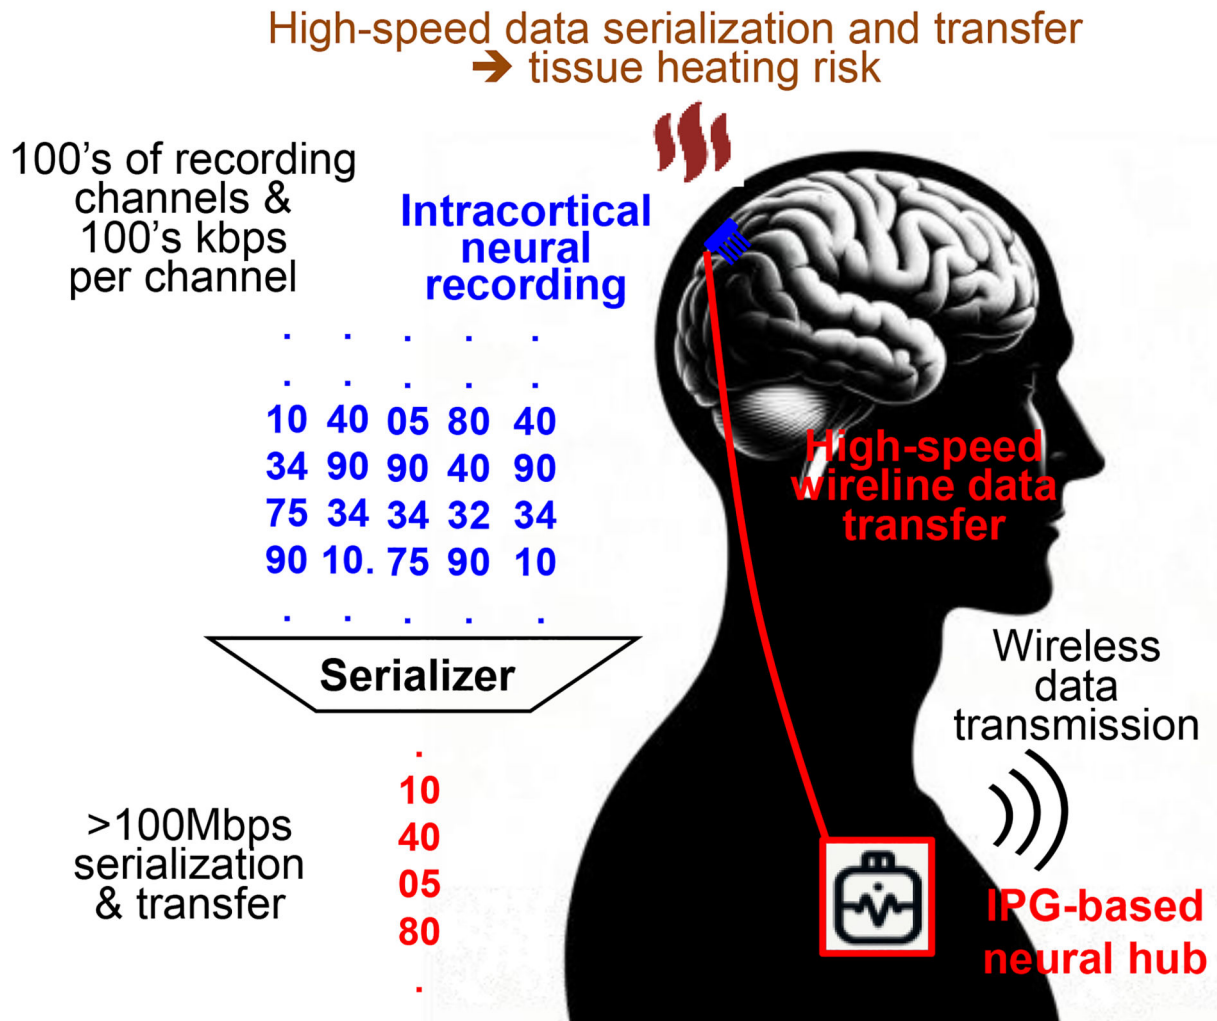 High-speed data serialization and transfer
➔ tissue heating risk
100's of recording
channels &
100's kbps
per channel
Intracortical
neural
recording
. . . . .
. . . . .
10 40 05 80 40
34 90 90 40 90
75 34 34 32 34
90 10. 75 90 10
. . . . .
Serializer
.
10
40
05
80
.
>100Mbps
serialization
& transfer
High-speed
wireline data
transfer
Wireless
data
transmission
IPG-based
neural hub